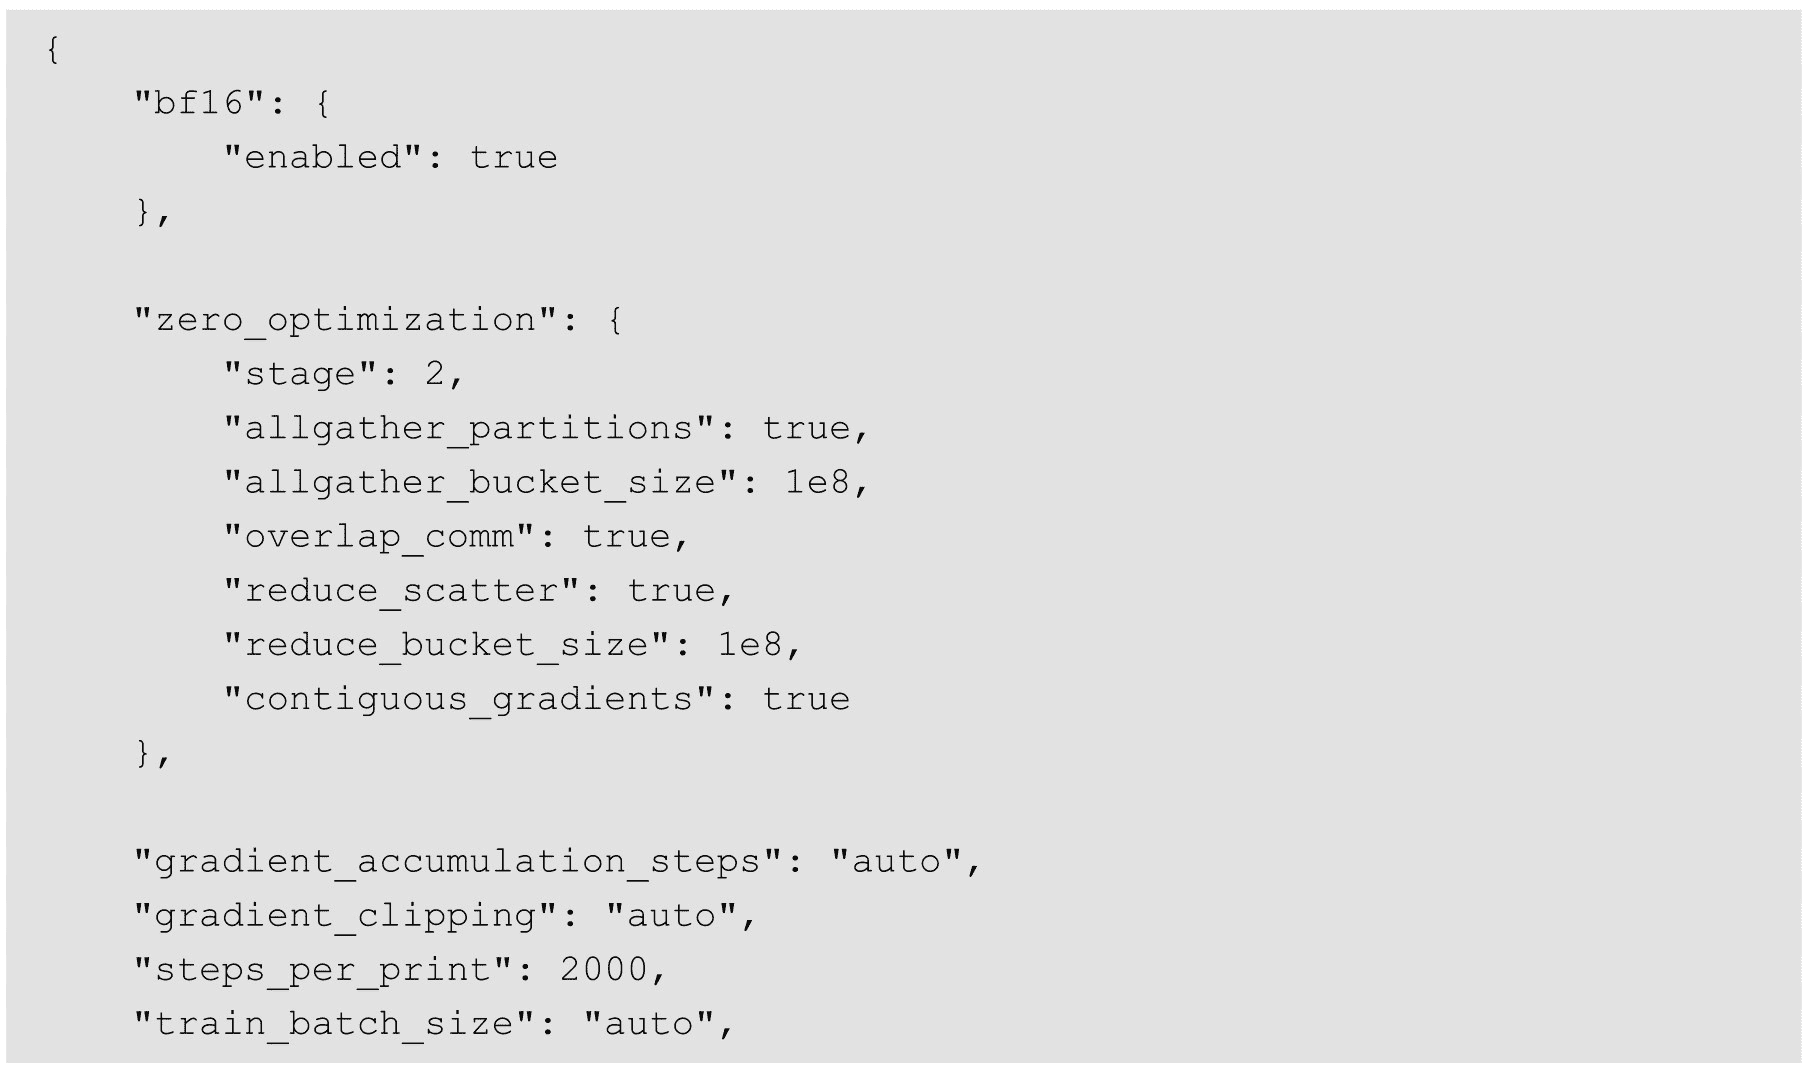 {
    "bf16": {
        "enabled": true
    },

    "zero_optimization": {
        "stage": 2,
        "allgather_partitions": true,
        "allgather_bucket_size": 1e8,
        "overlap_comm": true,
        "reduce_scatter": true,
        "reduce_bucket_size": 1e8,
        "contiguous_gradients": true
    },

    "gradient_accumulation_steps": "auto",
    "gradient_clipping": "auto",
    "steps_per_print": 2000,
    "train_batch_size": "auto",